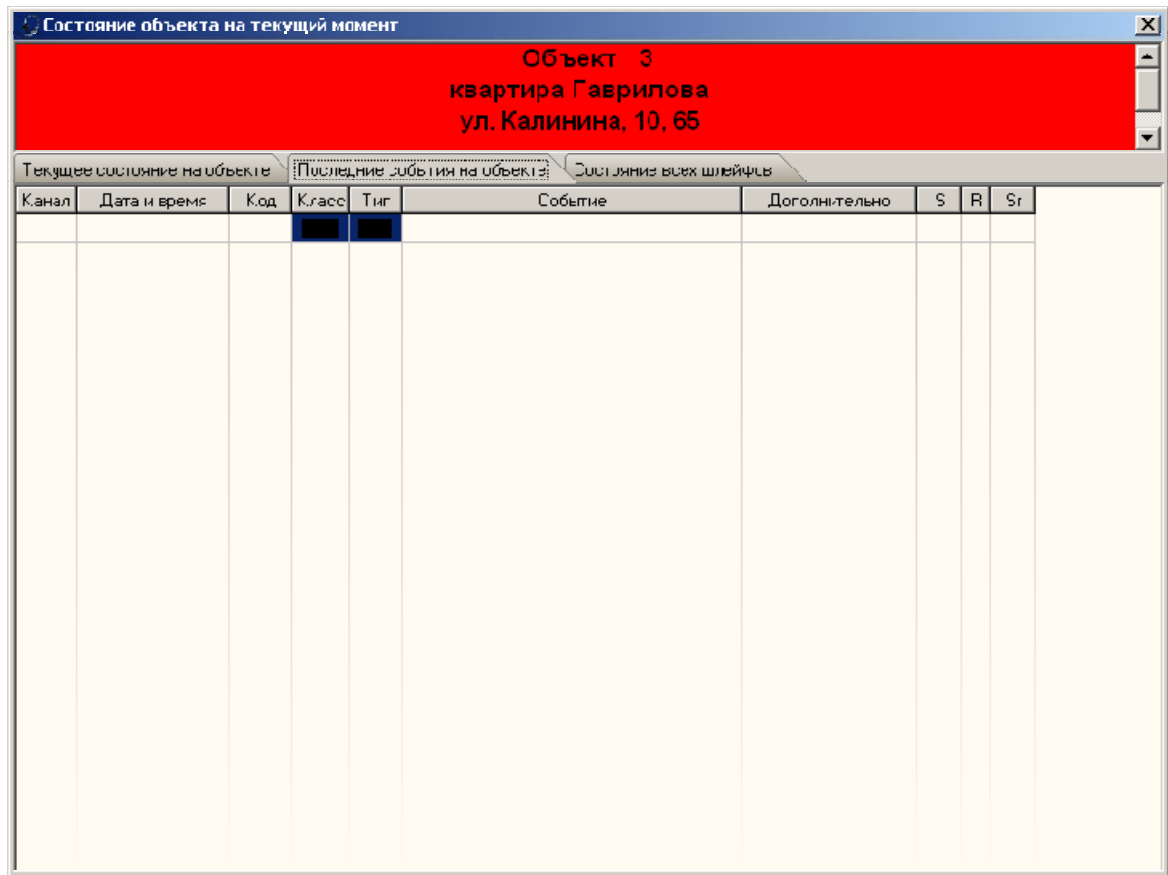 Состояние объекта на текущий момент
Объект 3
квартира Гаврилова
ул. Калинина, 10, 65
Текущее состояние на объекте Последние события на объекте Состояние всех шлейфов
Канал Дата и время Код Класс Тип Событие Дополнительно S R Sr